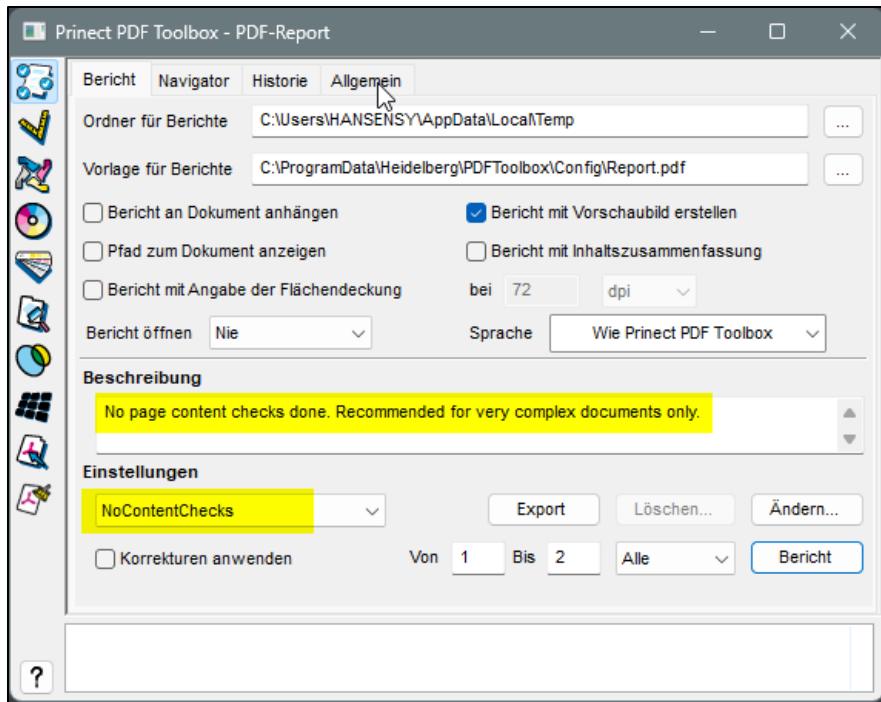 Prinect PDF Toolbox - PDF-Report
Bericht Navigator Historie Allgemein
Ordner für Berichte C:\Users\HANSENSY\AppData\Local\Temp ...
Vorlage für Berichte C:\ProgramData\Heidelberg\PDFToolbox\Config\Report.pdf ...
Bericht an Dokument anhängen Bericht mit Vorschaubild erstellen
Pfad zum Dokument anzeigen Bericht mit Inhaltszusammenfassung
Bericht mit Angabe der Flächendeckung bei 72 dpi
Bericht öffnen Nie Sprache Wie Prinect PDF Toolbox
Beschreibung
No page content checks done. Recommended for very complex documents only.
Einstellungen
NoContentChecks Export Löschen... Ändern...
Korrekturen anwenden Von 1 Bis 2 Alle Bericht
?